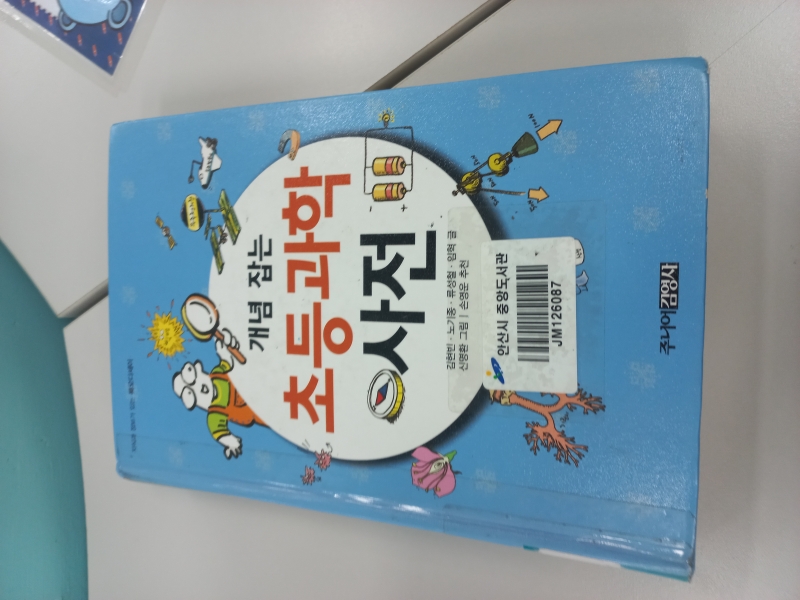 개념 잡는
초등과학
사전
김현빈·노기종·류성철·임혁 글
신명환 그림 | 손영운 추천
안산시 중앙도서관
JM126087
주니어김영사
- +